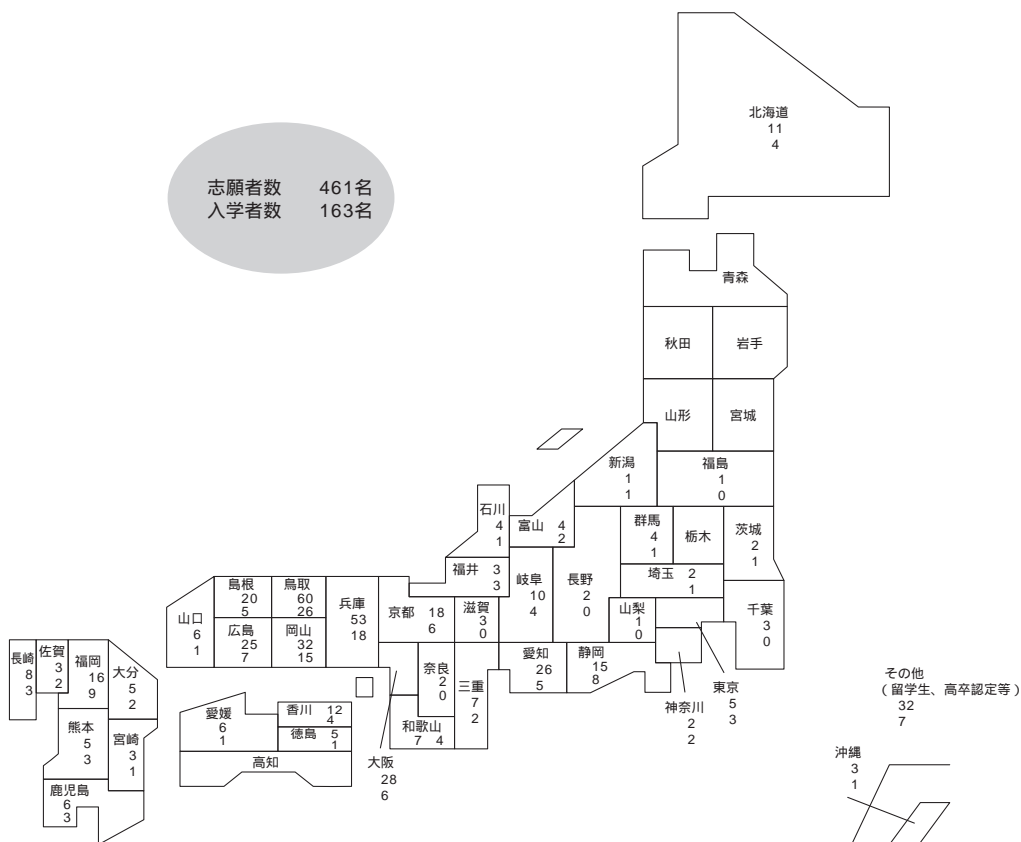 志願者数 461名
入学者数 163名
北海道
11
4
青森
秋田
岩手
山形
宮城
新潟
1
1
福島
1
0
石川
4
1
富山 4
2
群馬
4
1
栃木
茨城
2
1
福井 3
3
岐阜
10
4
長野
2
0
埼玉 2
1
山梨
1
0
千葉
3
0
島根
20
5
鳥取
60
26
兵庫
53
18
京都 18
6
滋賀
3
0
山口
6
1
広島
25
7
岡山
32
15
愛知
26
5
静岡
15
8
奈良
2
0
三重
7
2
和歌山
7 4
東京
5
3
神奈川
2
2
大阪
28
6
長崎
8
3
佐賀
3
2
福岡
16
9
大分
5
2
熊本
5
3
宮崎
3
1
鹿児島
6
3
愛媛
6
1
香川 12
4
徳島 5
1
高知
その他
(留学生、高卒認定等)
32
7
沖縄
3
1